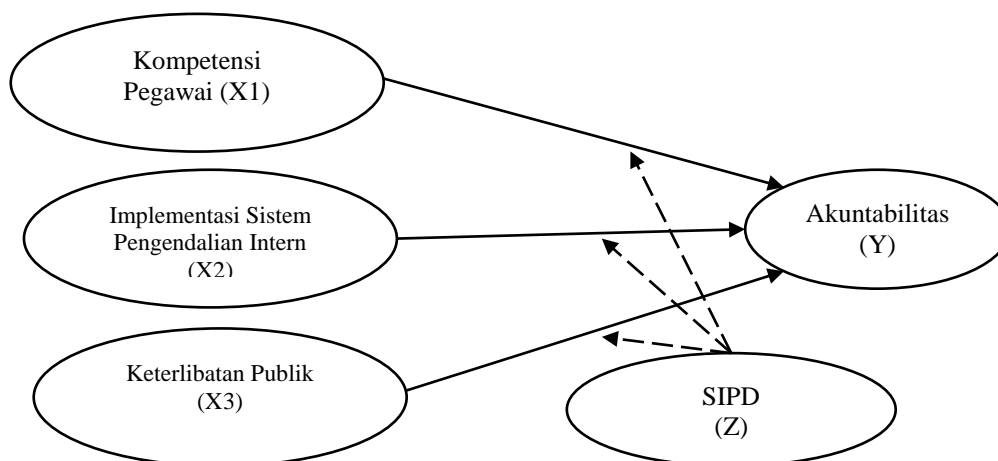 Kompetensi
Pegawai (X1)
Implementasi Sistem
Pengendalian Intern
(X2)
Keterlibatan Publik
(X3)
Akuntabilitas
(Y)
SIPD
(Z)